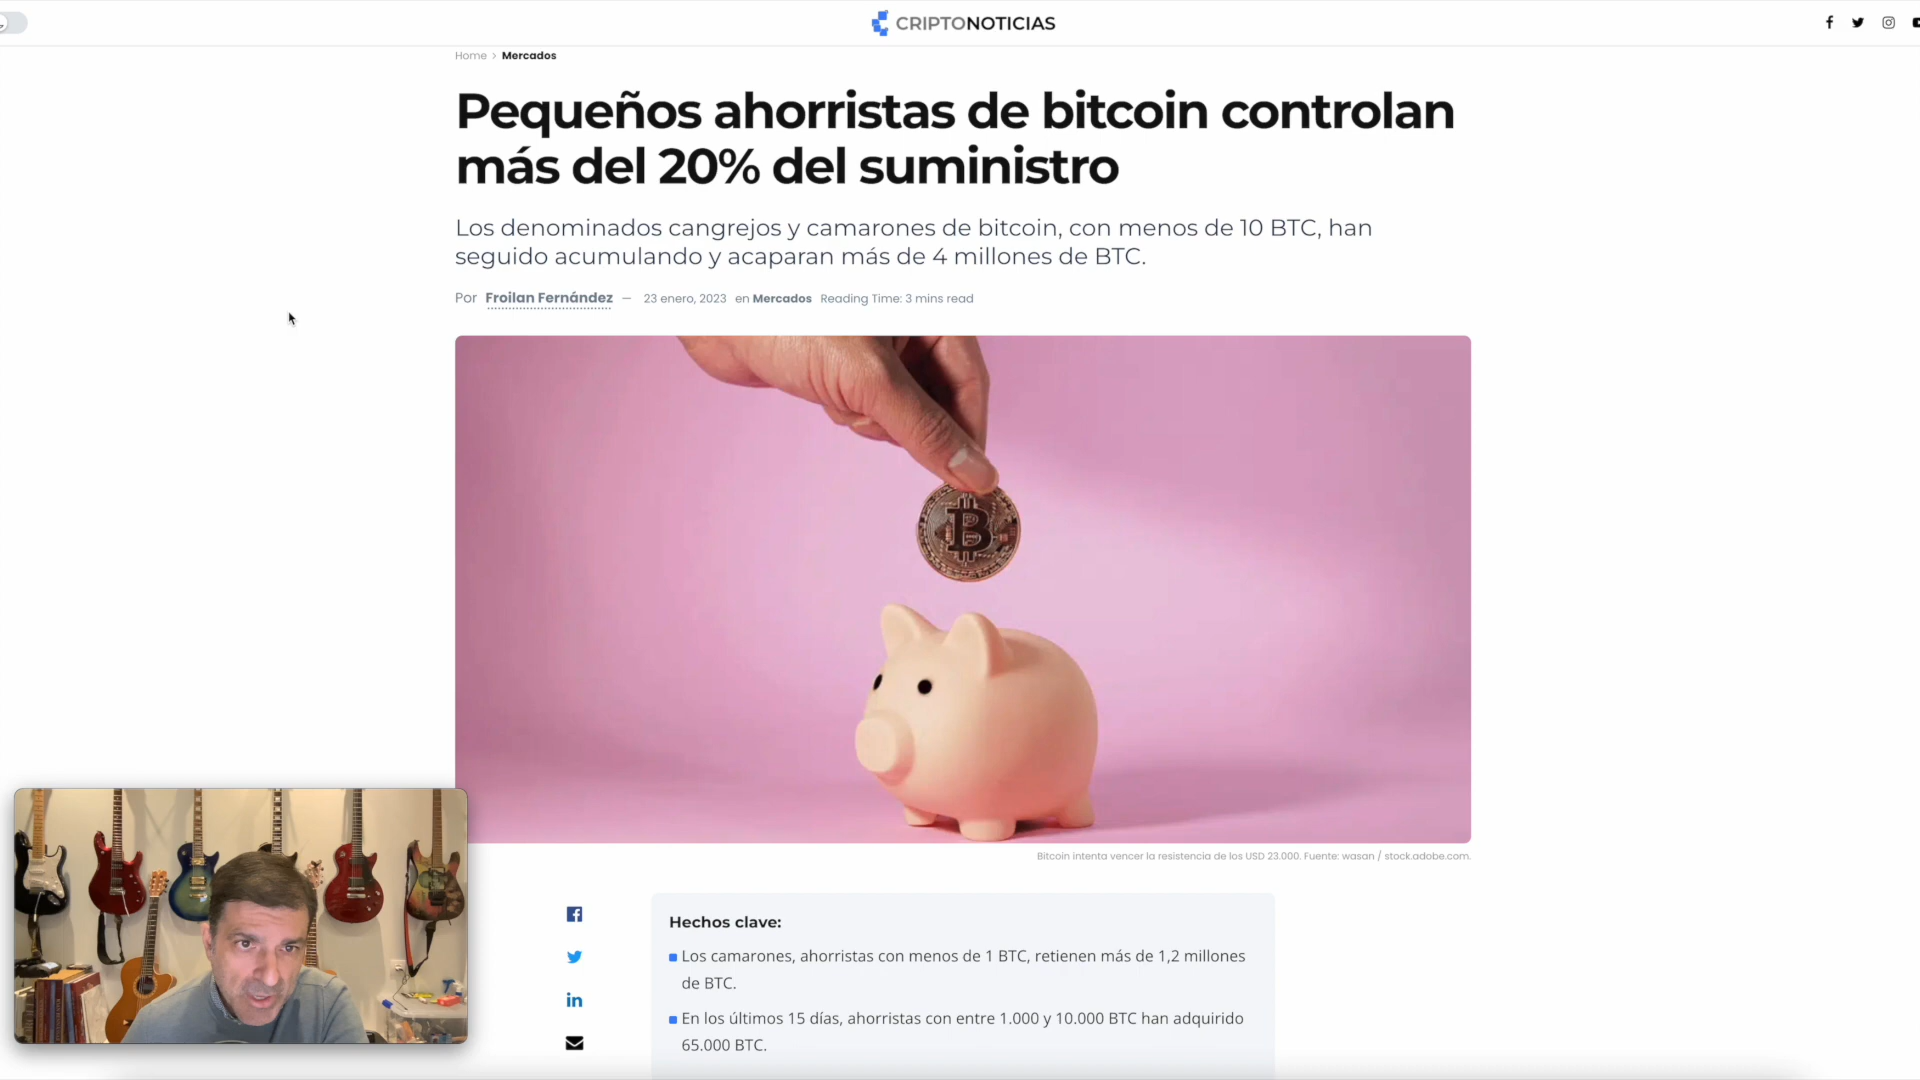 CRIPTONOTICIAS
Home > Mercados
Pequeños ahorristas de bitcoin controlan
más del 20% del suministro
Los denominados cangrejos y camarones de bitcoin, con menos de 10 BTC, han
seguido acumulando y acaparan más de 4 millones de BTC.
Por Froilan Fernández — 23 enero, 2023 en Mercados Reading Time: 3 mins read
Bitcoin intenta vencer la resistencia de los USD 23.000. Fuente: wasan / stock.adobe.com.
Hechos clave:
Los camarones, ahorristas con menos de 1 BTC, retienen más de 1,2 millones
de BTC.
En los últimos 15 días, ahorristas con entre 1.000 y 10.000 BTC han adquirido
65.000 BTC.